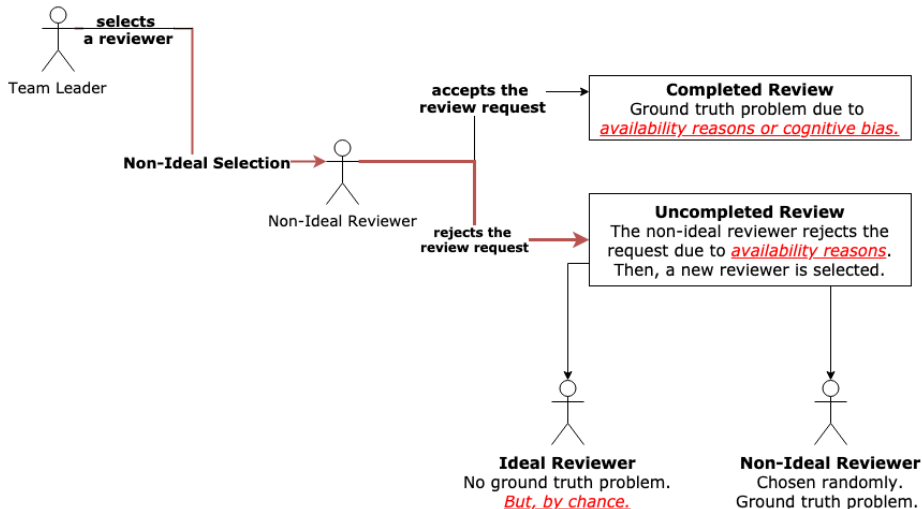 selects
a reviewer
Team Leader
Non-Ideal Selection
Non-Ideal Reviewer
accepts the
review request
Completed Review
Ground truth problem due to
availability reasons or cognitive bias.
rejects the
review request
Uncompleted Review
The non-ideal reviewer rejects the
request due to availability reasons.
Then, a new reviewer is selected.
Ideal Reviewer
No ground truth problem.
But, by chance.
Non-Ideal Reviewer
Chosen randomly.
Ground truth problem.